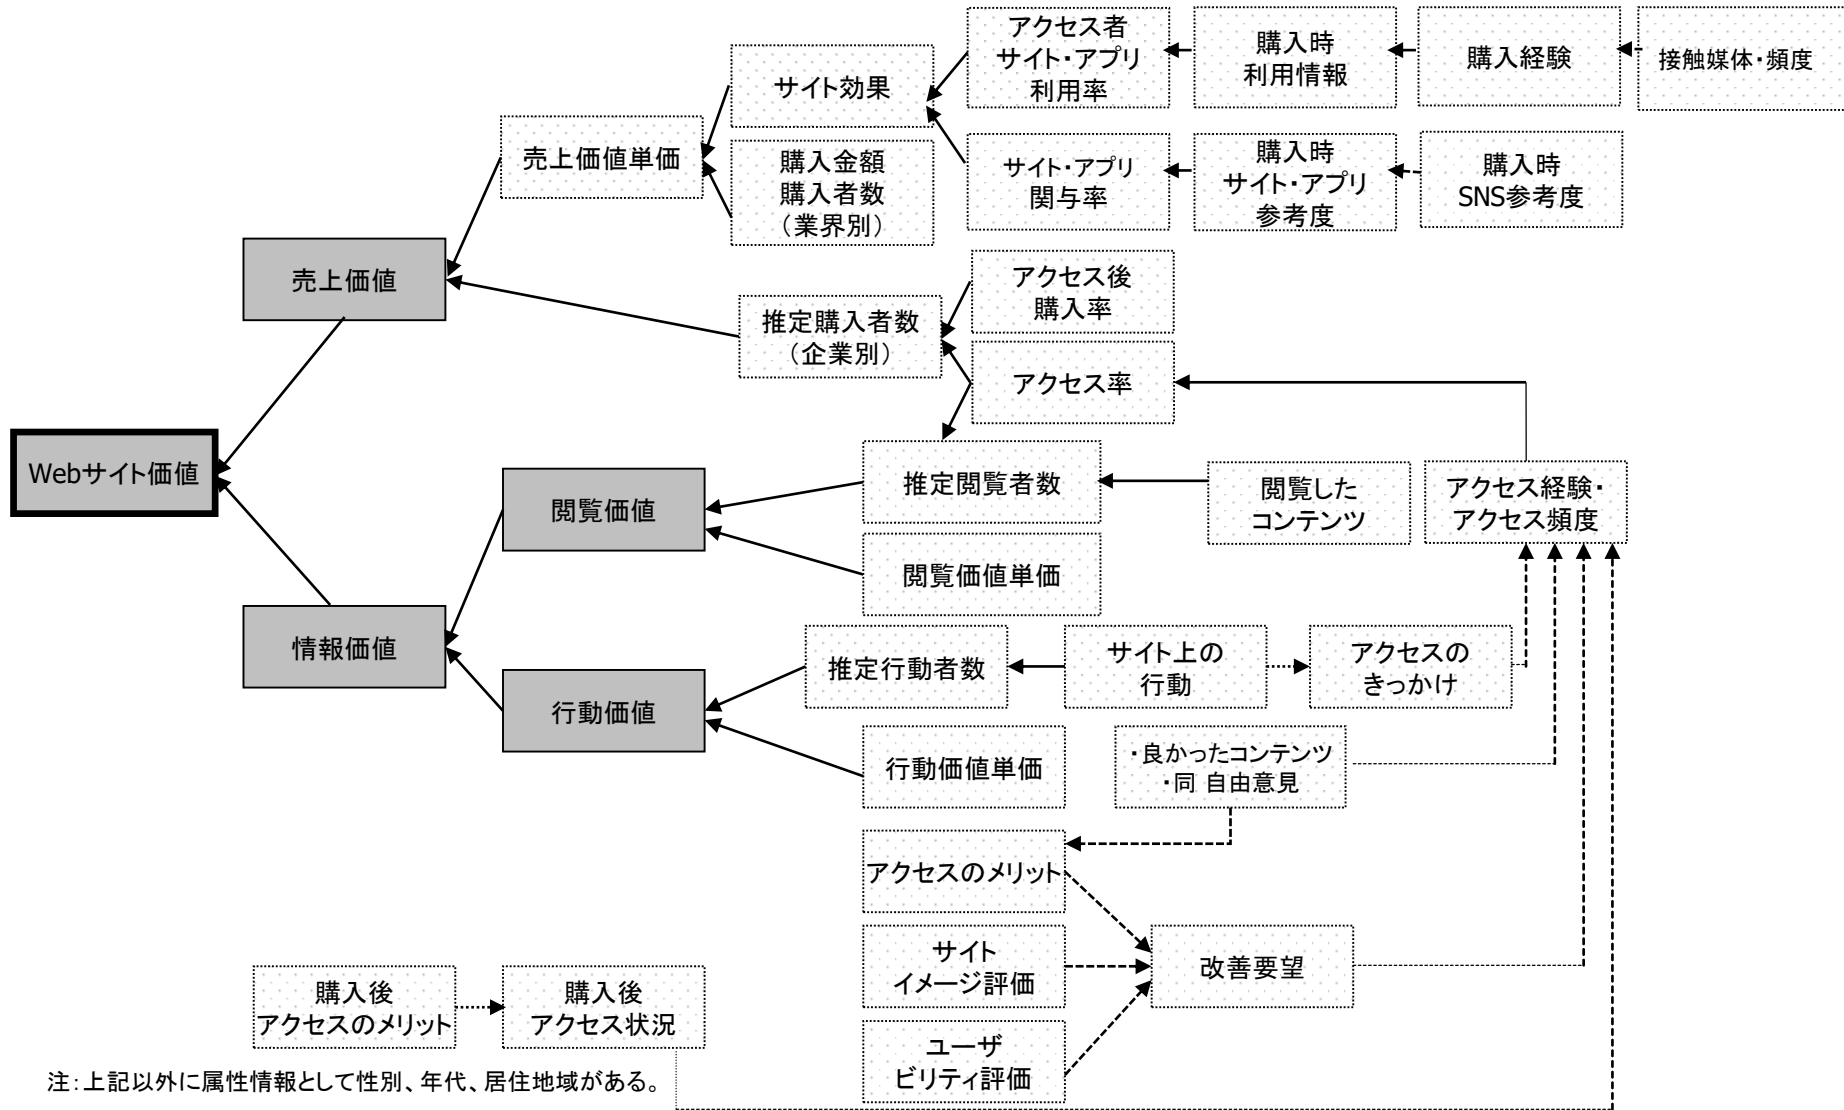 アクセス者
サイト・アプリ
利用率
購入時
利用情報
購入経験
接触媒体・頻度
サイト効果
売上価値単価
購入金額
購入者数
（業界別）
サイト・アプリ
関与率
購入時
サイト・アプリ
参考度
購入時
SNS参考度
売上価値
アクセス後
購入率
推定購入者数
（企業別）
アクセス率
Webサイト価値
閲覧価値
推定閲覧者数
閲覧した
コンテンツ
アクセス経験・
アクセス頻度
閲覧価値単価
情報価値
推定行動者数
サイト上の
行動
アクセスの
きっかけ
行動価値
行動価値単価
・良かったコンテンツ
・同 自由意見
アクセスのメリット
サイト
イメージ評価
改善要望
購入後
アクセスのメリット
購入後
アクセス状況
ユーザ
ビリティ評価
注：上記以外に属性情報として性別、年代、居住地域がある。